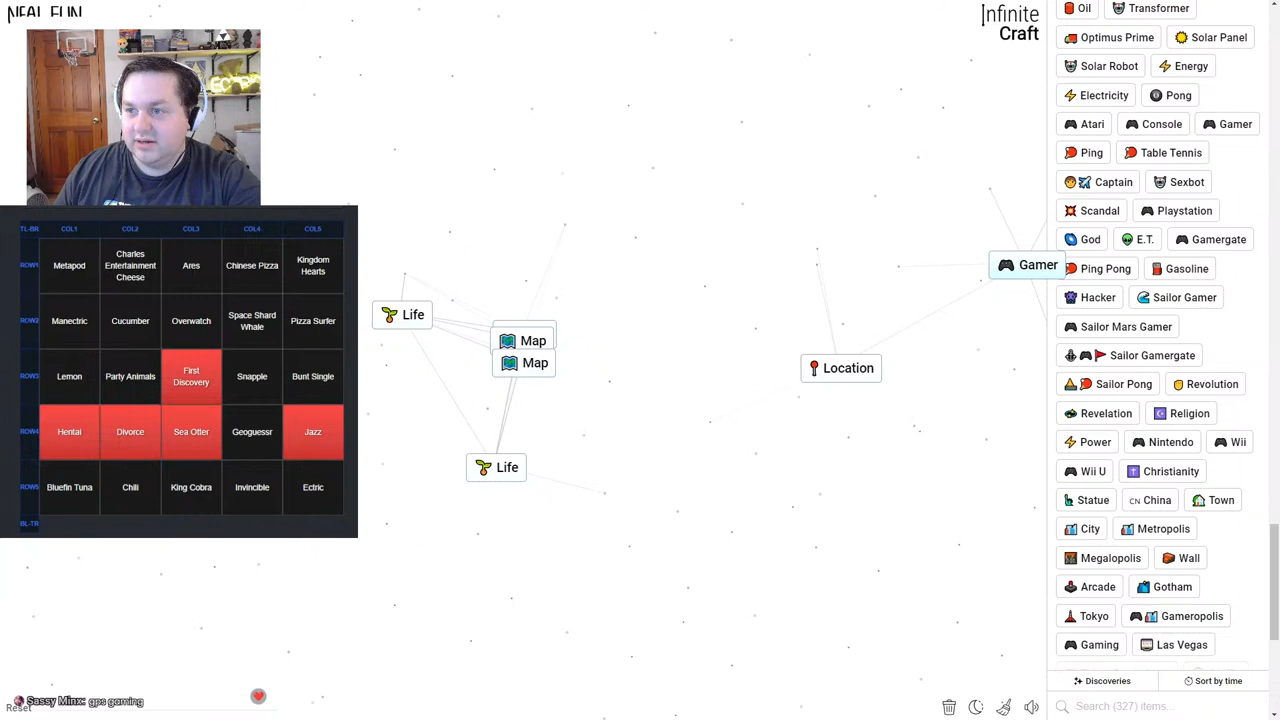 NEAL.FUN
Infinite
Craft
TL-BR COL1 COL2 COL3 COL4 COL5
ROW1 Metapod Charles Entertainment Cheese Ares Chinese Pizza Kingdom Hearts
ROW2 Manectric Cucumber Overwatch Space Shard Whale Pizza Surfer
ROW3 Lemon Party Animals First Discovery Snapple Bunt Single
ROW4 Hentai Divorce Sea Otter Geoguessr Jazz
ROW5 Bluefin Tuna Chili King Cobra Invincible Ectric
BL-TR
Life
Map
Map
Life
Location
Gamer
Oil Transformer
Optimus Prime Solar Panel
Solar Robot Energy
Electricity Pong
Atari Console Gamer
Ping Table Tennis
Captain Sexbot
Scandal Playstation
God E.T. Gamergate
Ping Pong Gasoline
Hacker Sailor Gamer
Sailor Mars Gamer
Sailor Gamergate
Sailor Pong Revolution
Revelation Religion
Power Nintendo Wii
Wii U Christianity
Statue CN China Town
City Metropolis
Megalopolis Wall
Arcade Gotham
Tokyo Gameropolis
Gaming Las Vegas
Discoveries Sort by time
Search (327) items...
Sassy Minx: gps gaming
Reset